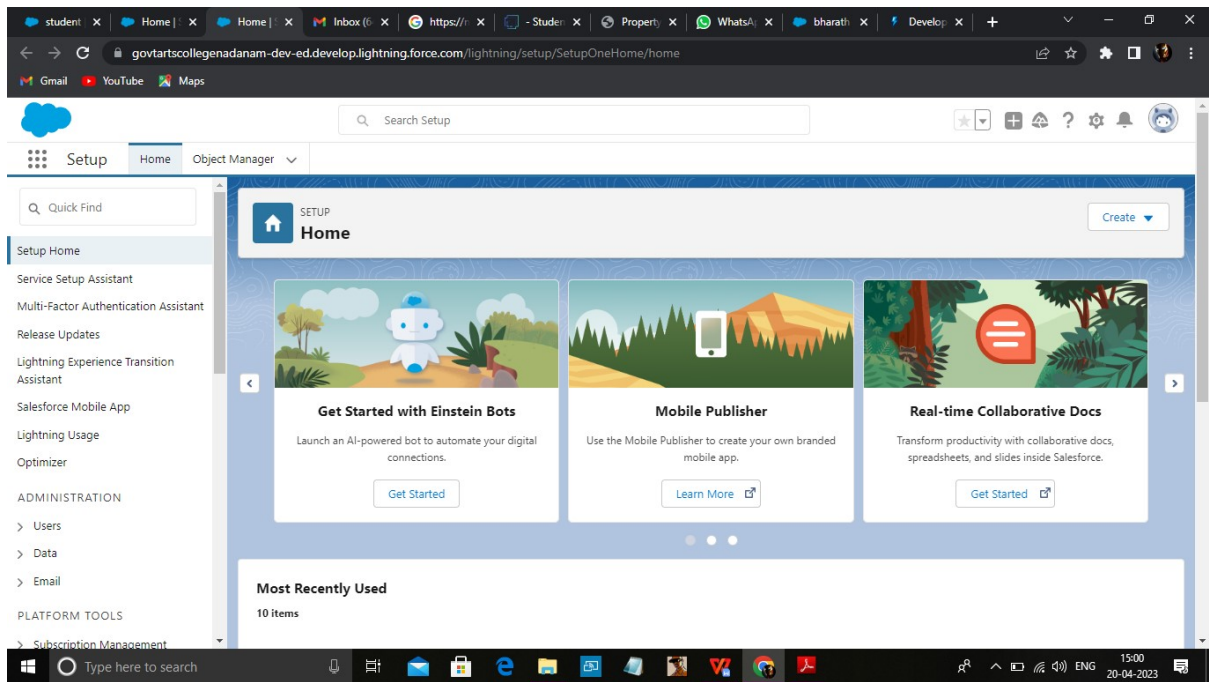 student
Home |
Home |
Inbox (6
https://n
- Studen
Property
WhatsAp
bharath
Develop
govtartscollegenadanam-dev-ed.develop.lightning.force.com/lightning/setup/SetupOneHome/home
Gmail YouTube Maps
Search Setup
Setup Home Object Manager
Quick Find
SETUP
Home
Create
Setup Home
Service Setup Assistant
Multi-Factor Authentication Assistant
Release Updates
Lightning Experience Transition
Assistant
Salesforce Mobile App
Lightning Usage
Optimizer
ADMINISTRATION
Users
Data
Email
PLATFORM TOOLS
Subscription Management
Get Started with Einstein Bots
Launch an AI-powered bot to automate your digital
connections.
Get Started
Mobile Publisher
Use the Mobile Publisher to create your own branded
mobile app.
Learn More
Real-time Collaborative Docs
Transform productivity with collaborative docs,
spreadsheets, and slides inside Salesforce.
Get Started
Most Recently Used
10 items
Type here to search
ENG
15:00
20-04-2023